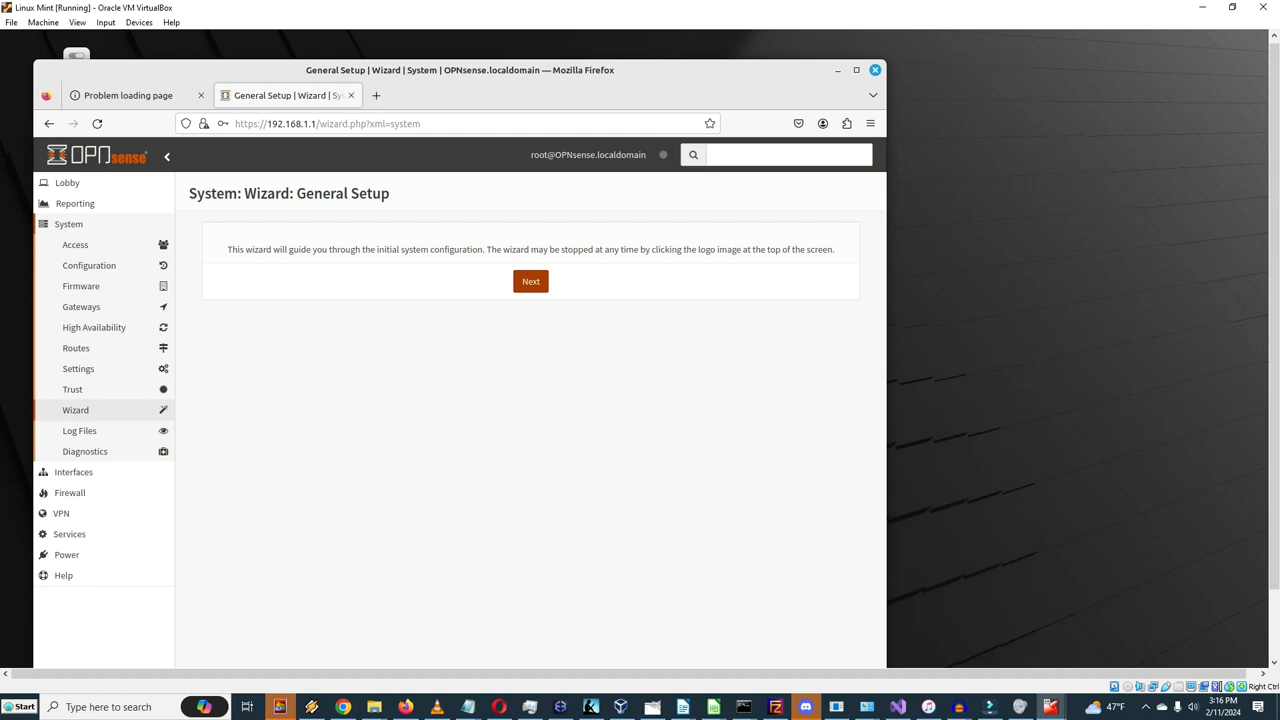 Linux Mint [Running] - Oracle VM VirtualBox
File Machine View Input Devices Help
General Setup | Wizard | System | OPNsense.localdomain — Mozilla Firefox
Problem loading page
General Setup | Wizard | Sys
https://192.168.1.1/wizard.php?xml=system
OPNsense
root@OPNsense.localdomain
Lobby
Reporting
System
Access
Configuration
Firmware
Gateways
High Availability
Routes
Settings
Trust
Wizard
Log Files
Diagnostics
Interfaces
Firewall
VPN
Services
Power
Help
System: Wizard: General Setup
This wizard will guide you through the initial system configuration. The wizard may be stopped at any time by clicking the logo image at the top of the screen.
Next
Right Ctrl
Start
Type here to search
47°F
3:16 PM
2/11/2024